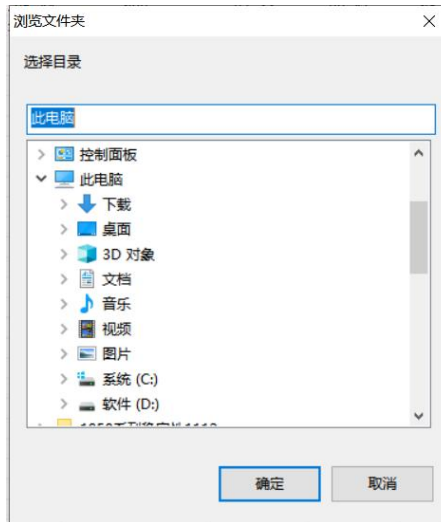 浏览文件夹
选择目录
此电脑
控制面板
此电脑
下载
桌面
3D 对象
文档
音乐
视频
图片
系统 (C:)
软件 (D:)
确定
取消